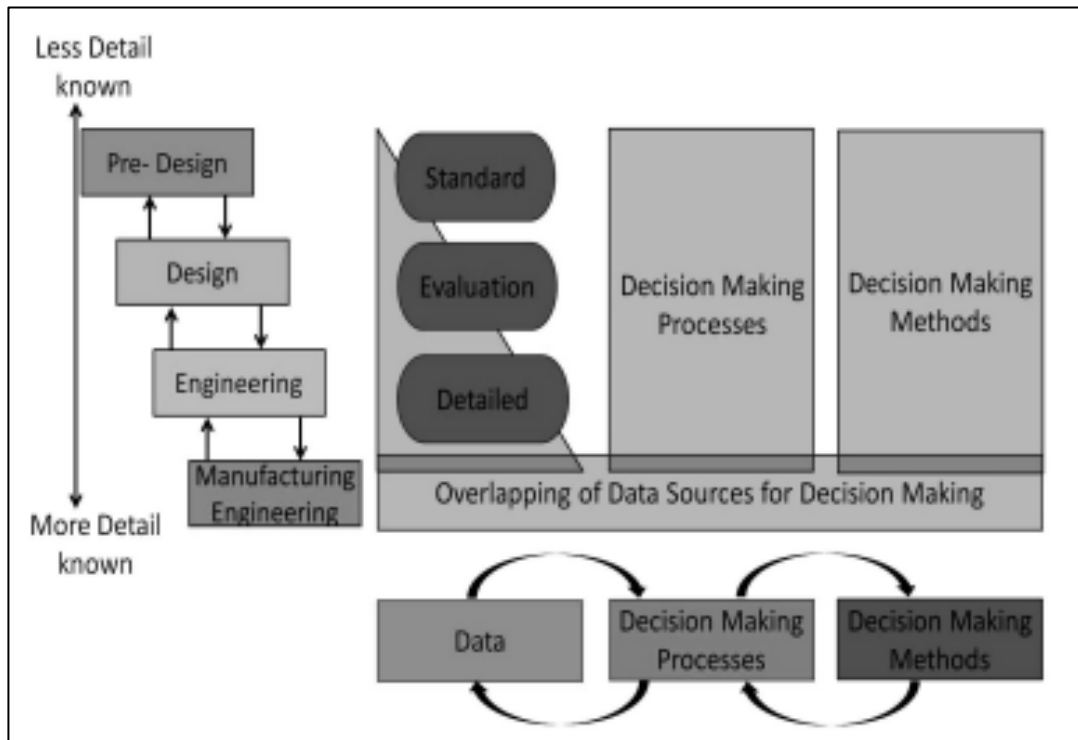 Less Detail
known
Pre- Design
Design
Engineering
Manufacturing
Engineering
More Detail
known
Standard
Evaluation
Detailed
Decision Making
Processes
Decision Making
Methods
Overlapping of Data Sources for Decision Making
Data
Decision Making
Processes
Decision Making
Methods